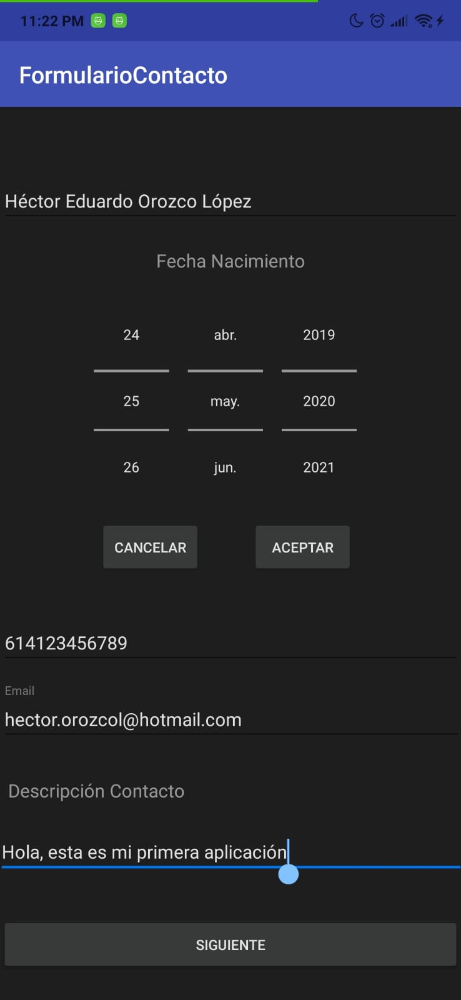 11:22 PM
FormularioContacto
Héctor Eduardo Orozco López
Fecha Nacimiento
24 abr. 2019
25 may. 2020
26 jun. 2021
CANCELAR ACEPTAR
614123456789
Email
hector.orozcol@hotmail.com
Descripción Contacto
Hola, esta es mi primera aplicación
SIGUIENTE